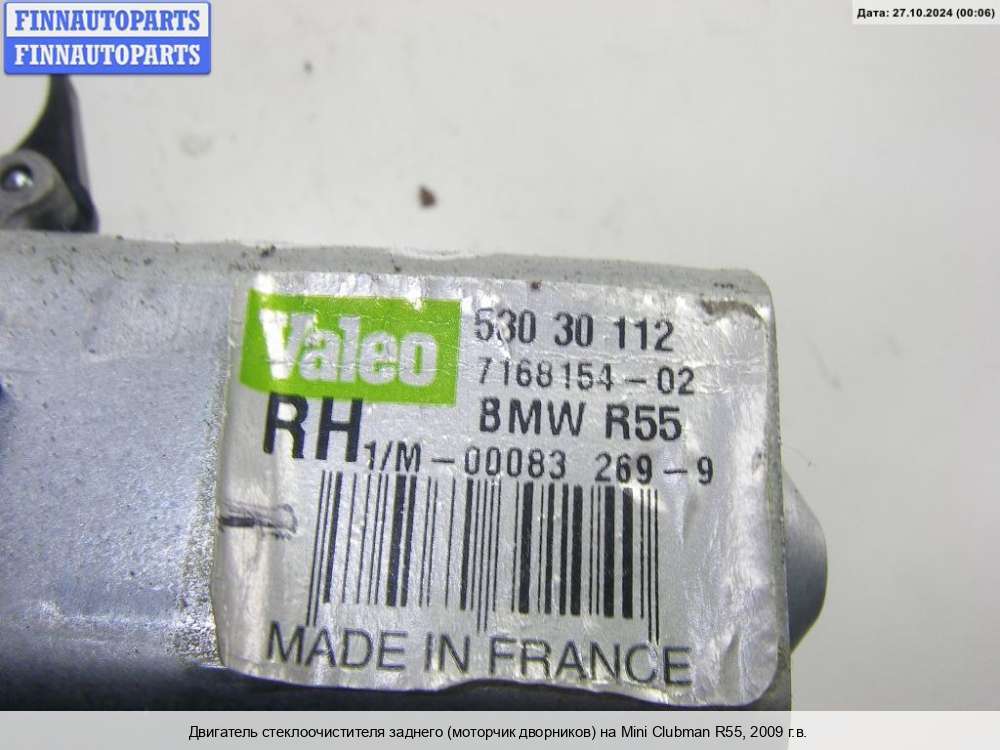 FINNAUTOPARTS
FINNAUTOPARTS
Дата: 27.10.2024 (00:06)
Valeo
530 30 112
7168154-02
RH
BMW R55
1/M-00083 269-9
MADE IN FRANCE
Двигатель стеклоочистителя заднего (моторчик дворников) на Mini Clubman R55, 2009 г.в.